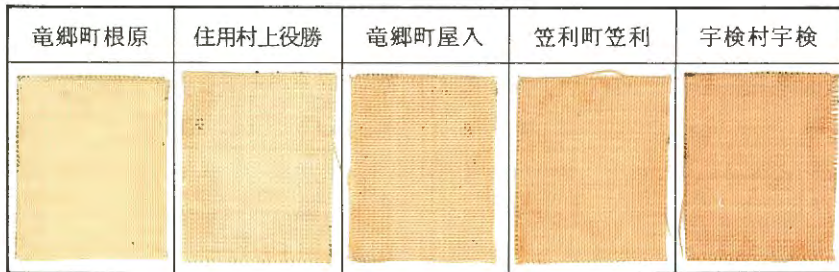 竜郷町根原
住用村上役勝
竜郷町屋入
笠利町笠利
宇検村宇検